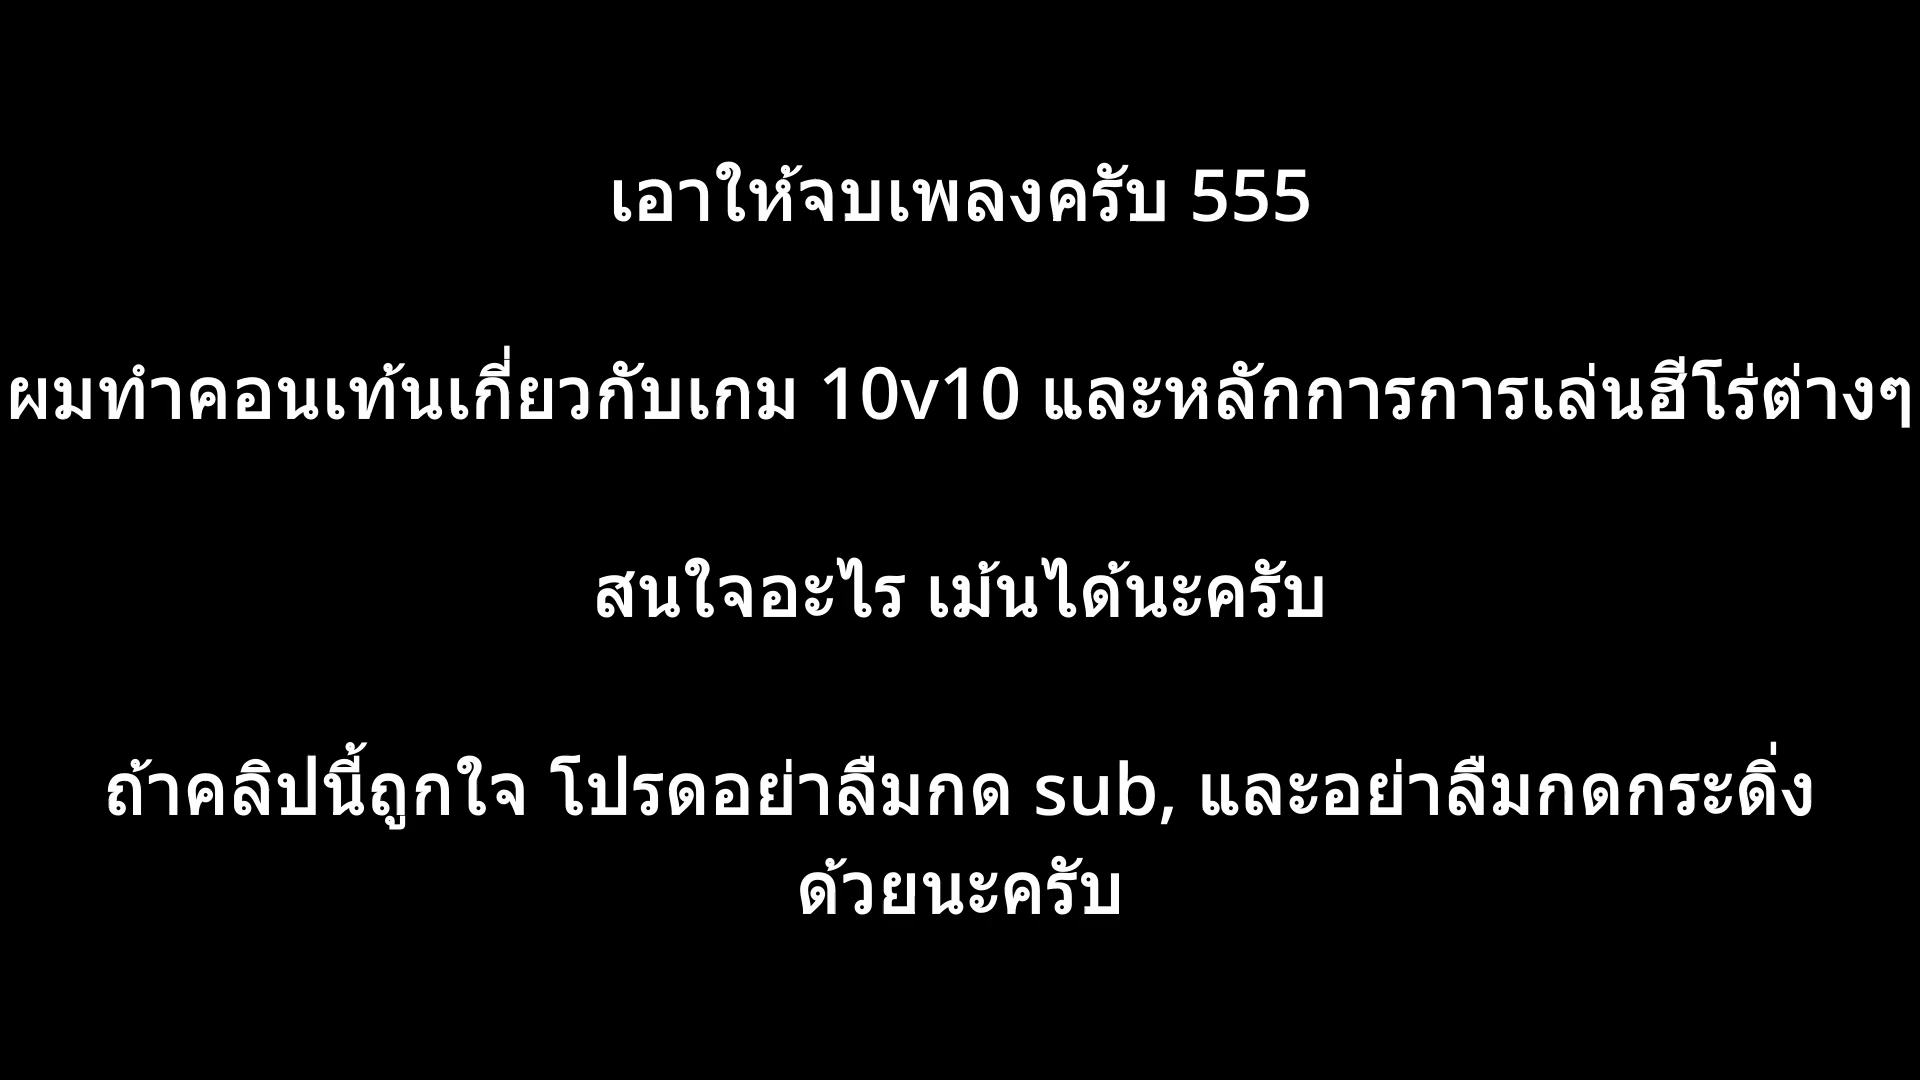 เอาให้จบเพลงครับ 555
ผมทำคอนเท้นเกี่ยวกับเกม 10v10 และหลักการการเล่นฮีโร่ต่างๆ
สนใจอะไร เม้นได้นะครับ
ถ้าคลิปนี้ถูกใจ โปรดอย่าลืมกด sub, และอย่าลืมกดกระดิ่ง
ด้วยนะครับ